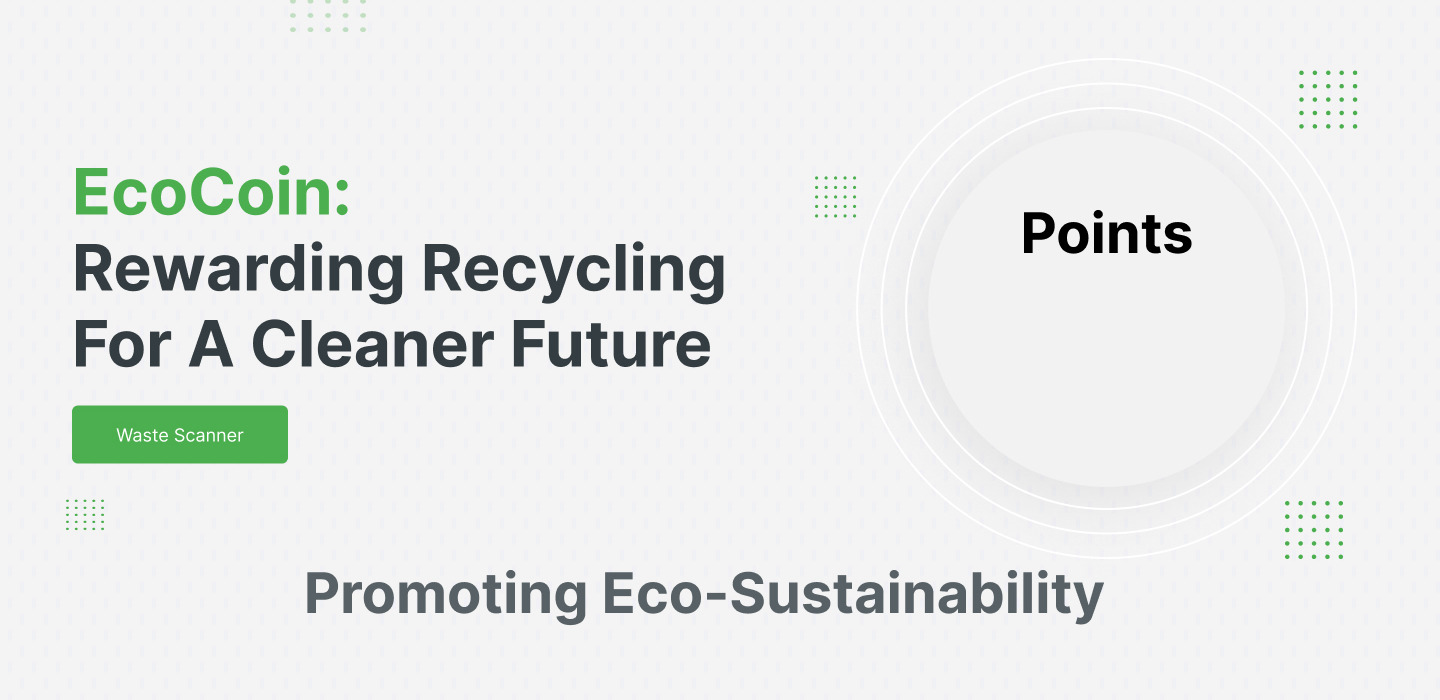 EcoCoin:
Rewarding Recycling
For A Cleaner Future
Waste Scanner
Points
Promoting Eco-Sustainability